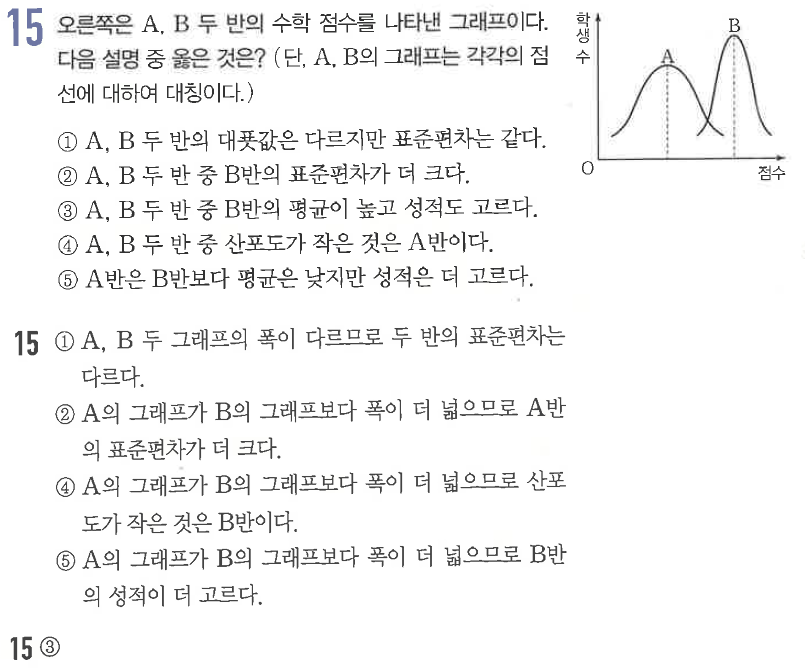 15 오른쪽은 A, B 두 반의 수학 점수를 나타낸 그래프이다.
다음 설명 중 옳은 것은? (단, A, B의 그래프는 각각의 점
선에 대하여 대칭이다.)
① A, B 두 반의 대푯값은 다르지만 표준편차는 같다.
② A, B 두 반 중 B반의 표준편차가 더 크다.
③ A, B 두 반 중 B반의 평균이 높고 성적도 고르다.
④ A, B 두 반 중 산포도가 작은 것은 A반이다.
⑤ A반은 B반보다 평균은 낮지만 성적은 더 고르다.
학생수
A
B
O
점수
15 ① A, B 두 그래프의 폭이 다르므로 두 반의 표준편차는
다르다.
② A의 그래프가 B의 그래프보다 폭이 더 넓으므로 A반
의 표준편차가 더 크다.
④ A의 그래프가 B의 그래프보다 폭이 더 넓으므로 산포
도가 작은 것은 B반이다.
⑤ A의 그래프가 B의 그래프보다 폭이 더 넓으므로 B반
의 성적이 더 고르다.
15 ③